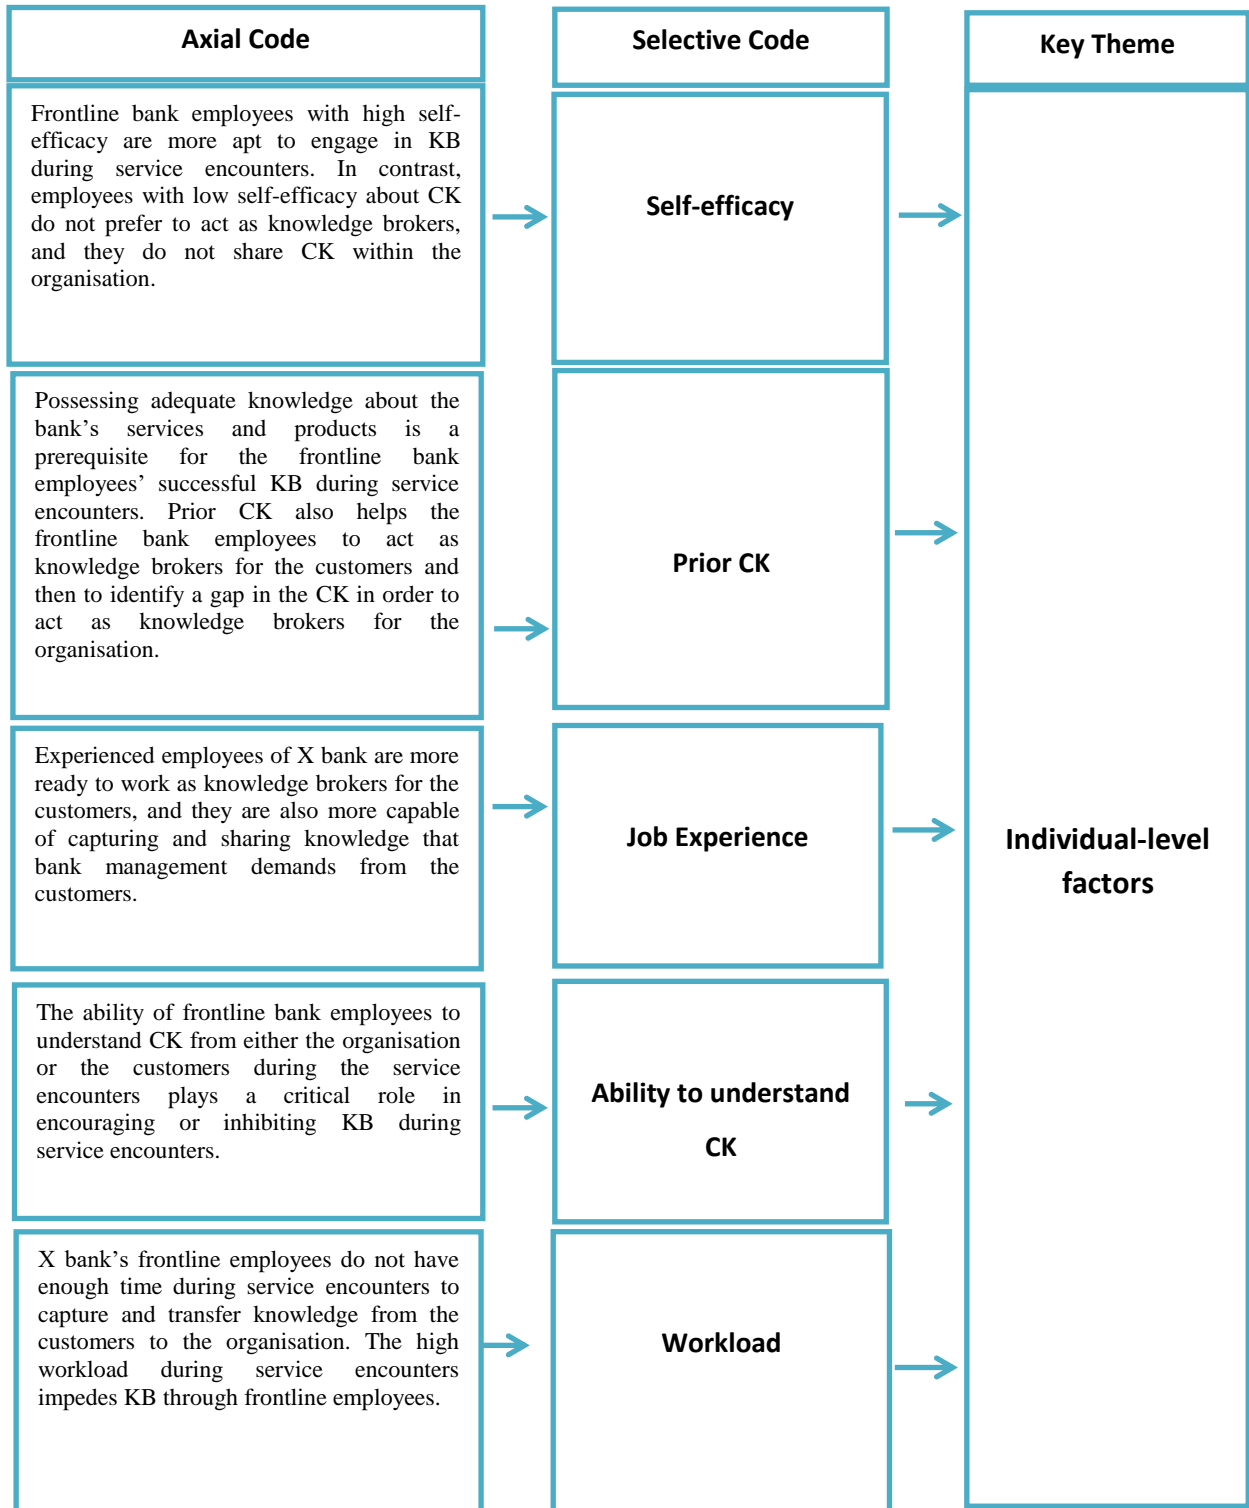 Axial Code
Selective Code
Key Theme
Frontline bank employees with high self-
efficacy are more apt to engage in KB
during service encounters. In contrast,
employees with low self-efficacy about CK
do not prefer to act as knowledge brokers,
and they do not share CK within the
organisation.
Self-efficacy
Possessing adequate knowledge about the
bank’s services and products is a
prerequisite for the frontline bank
employees’ successful KB during service
encounters. Prior CK also helps the
frontline bank employees to act as
knowledge brokers for the customers and
then to identify a gap in the CK in order to
act as knowledge brokers for the
organisation.
Prior CK
Experienced employees of X bank are more
ready to work as knowledge brokers for the
customers, and they are also more capable
of capturing and sharing knowledge that
bank management demands from the
customers.
Job Experience
Individual-level
factors
The ability of frontline bank employees to
understand CK from either the organisation
or the customers during the service
encounters plays a critical role in
encouraging or inhibiting KB during
service encounters.
Ability to understand
CK
X bank’s frontline employees do not have
enough time during service encounters to
capture and transfer knowledge from the
customers to the organisation. The high
workload during service encounters
impedes KB through frontline employees.
Workload